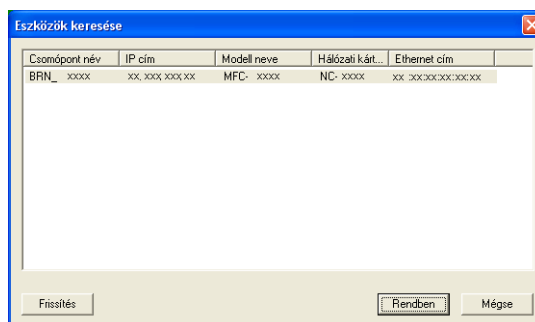 Eszközök keresése
Csomópont név IP cím Modell neve Hálózati kárt... Ethernet cím
BRN_ xxxx xx, xxx, xxx, xx MFC- xxxx NC- xxxx xx :xx:xx:xx:xx:xx
Frissítés Rendben Mégse